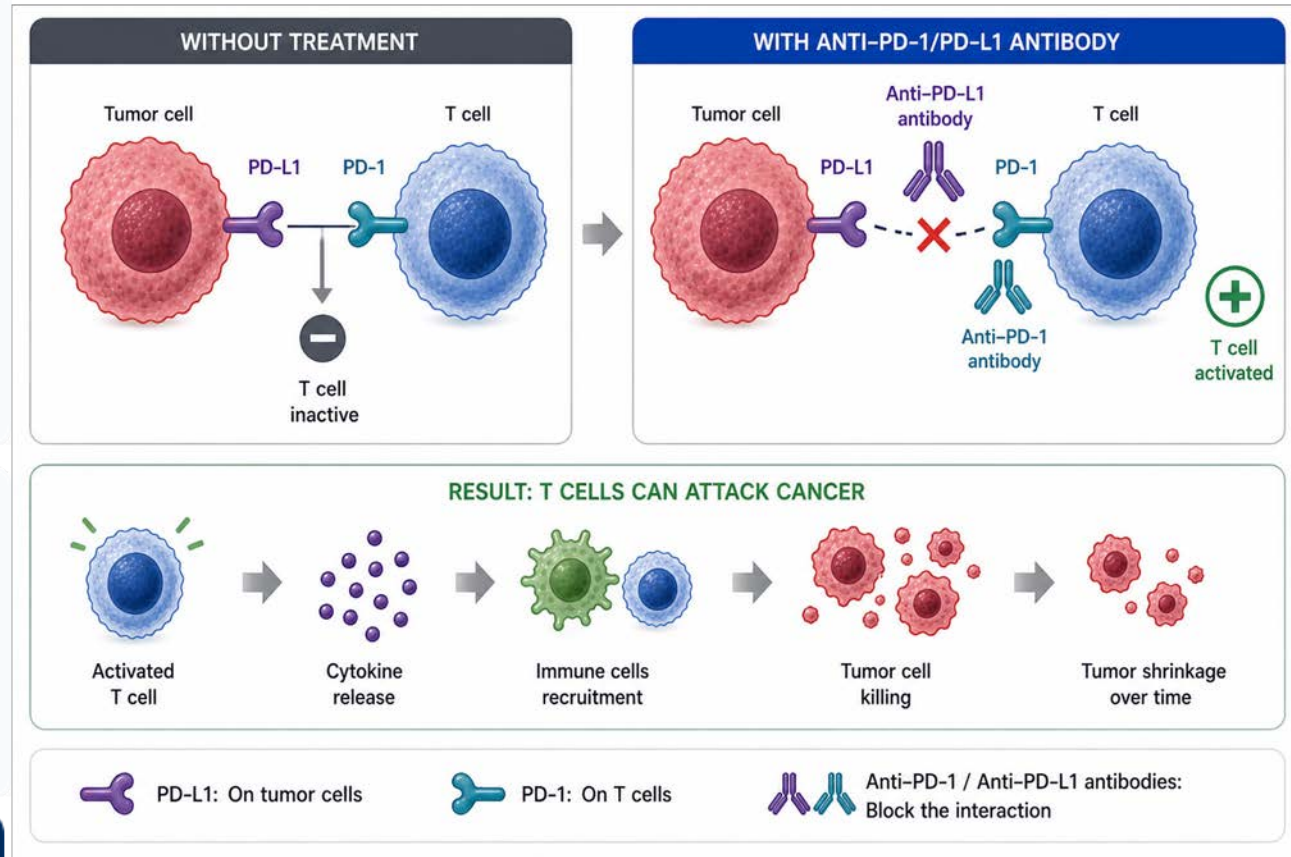 WITHOUT TREATMENT
Tumor cell
T cell
PD-L1
PD-1
T cell
inactive
WITH ANTI–PD-1/PD-L1 ANTIBODY
Anti–PD-L1
antibody
Tumor cell
T cell
PD-L1
PD-1
Anti–PD-1
antibody
T cell
activated
RESULT: T CELLS CAN ATTACK CANCER
Activated
T cell
Cytokine
release
Immune cells
recruitment
Tumor cell
killing
Tumor shrinkage
over time
PD-L1: On tumor cells
PD-1: On T cells
Anti–PD-1 / Anti–PD-L1 antibodies:
Block the interaction